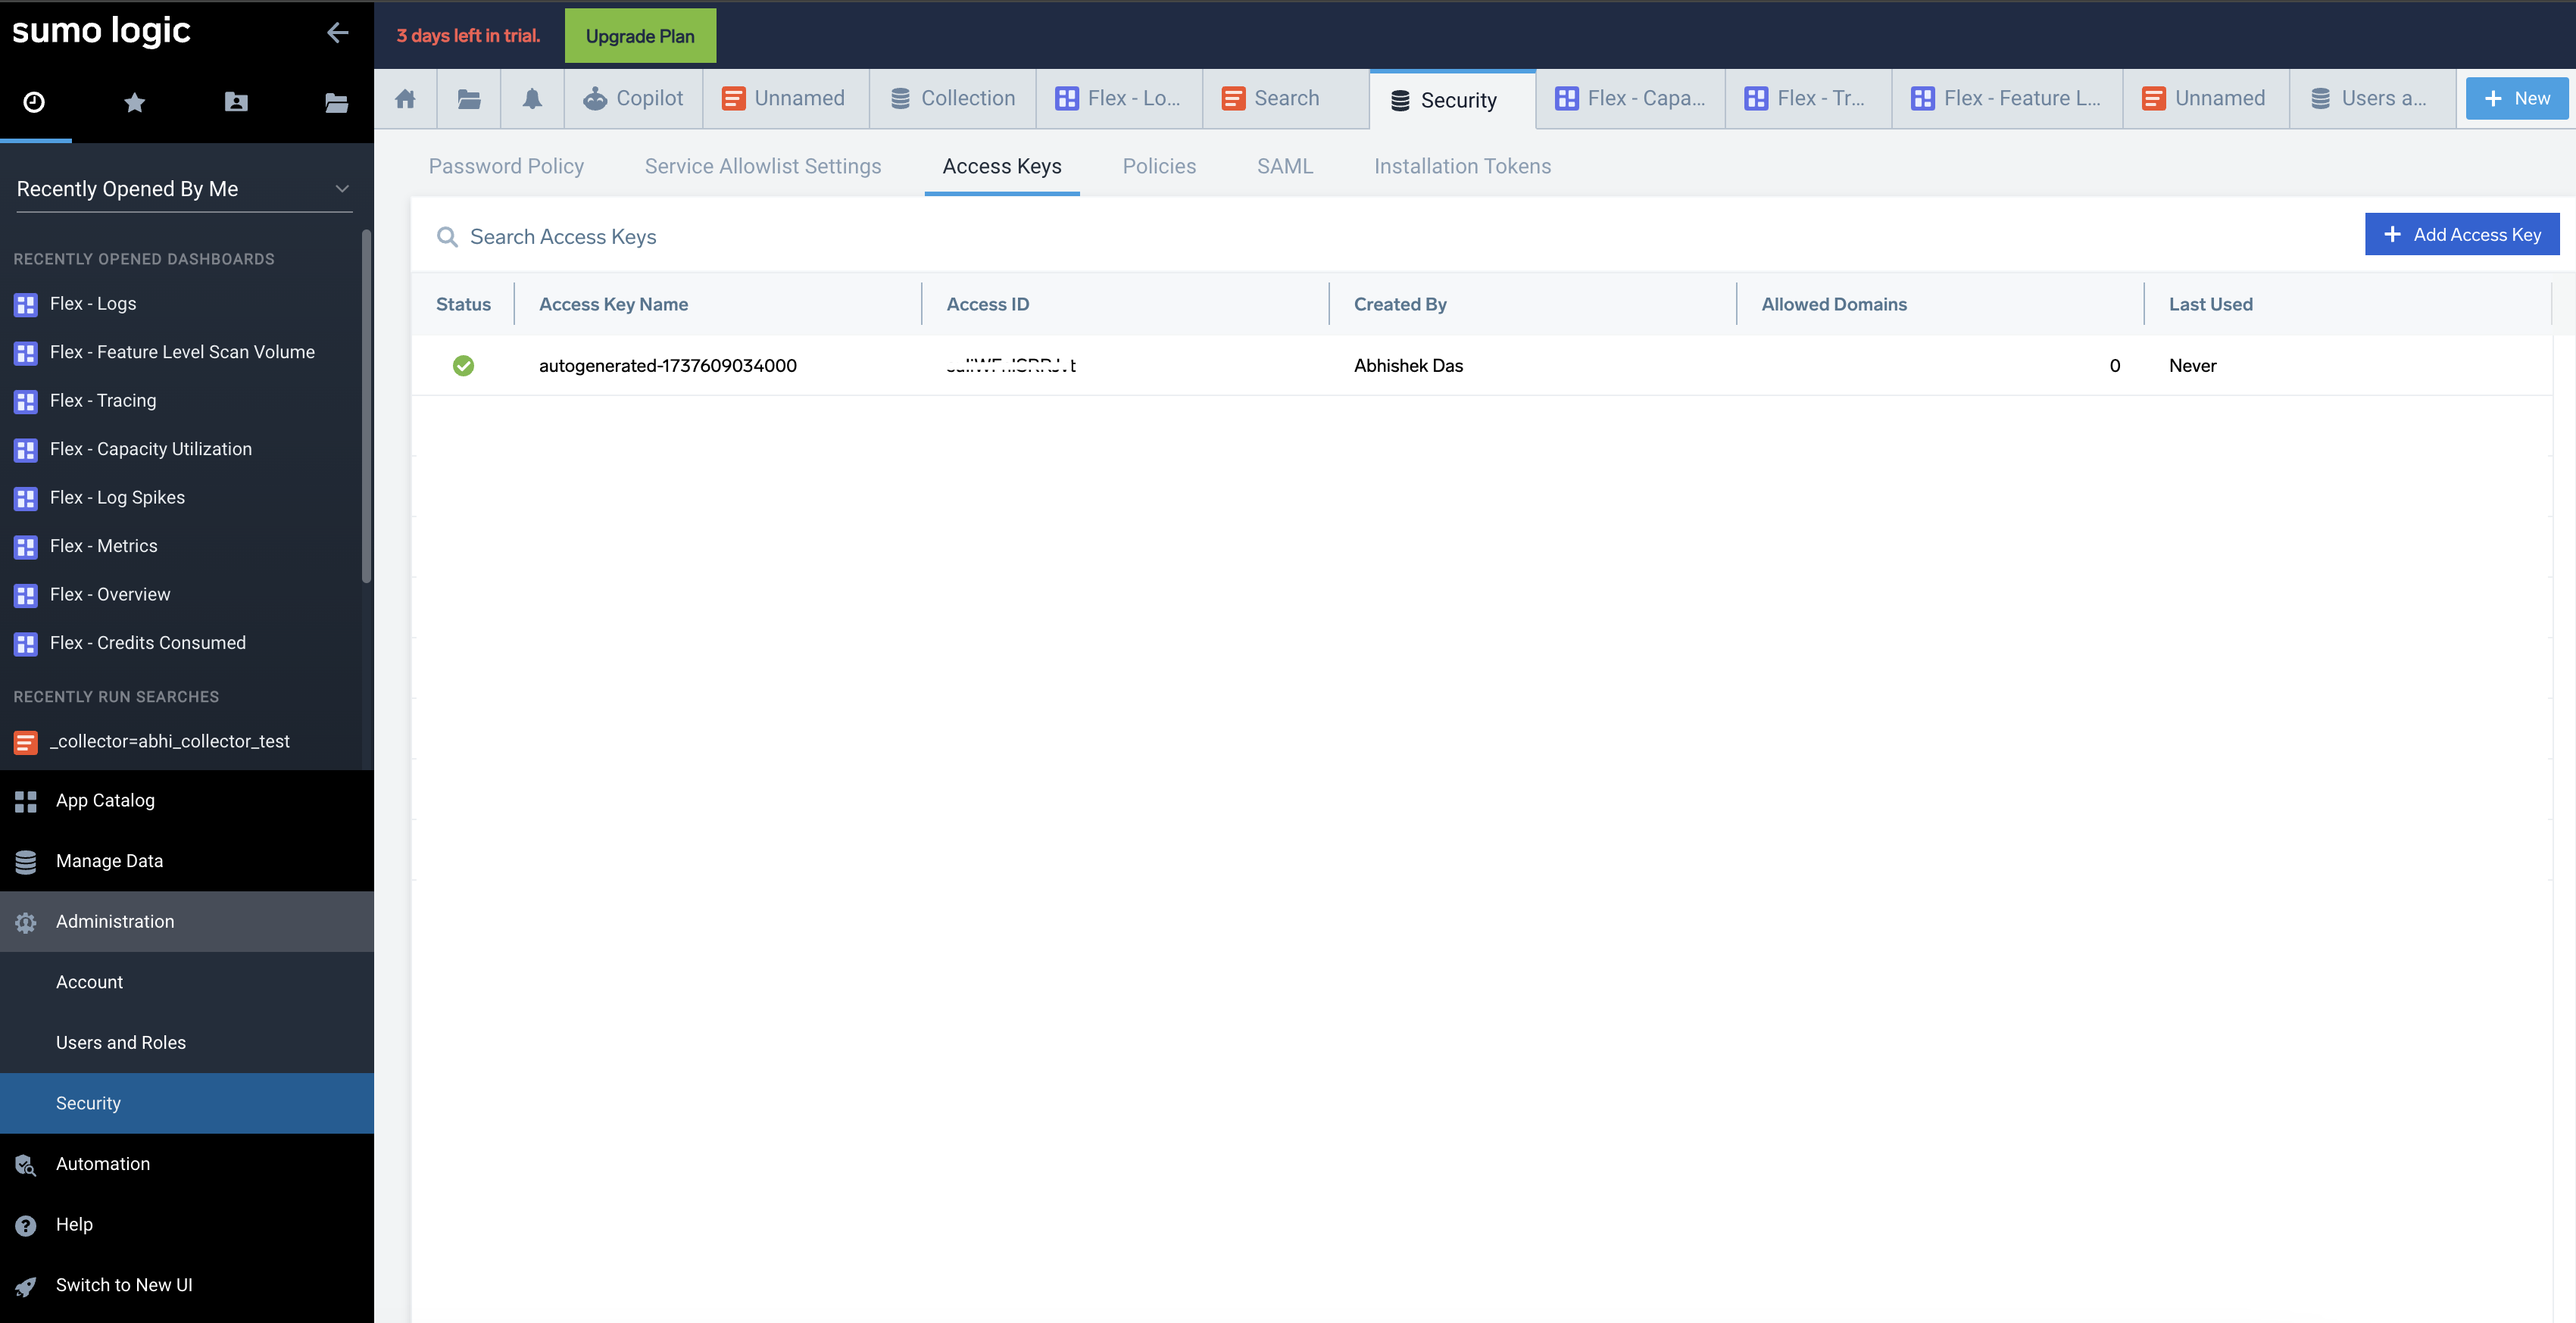 sumo logic
3 days left in trial.
Upgrade Plan
Copilot
Unnamed
Collection
Flex - Lo...
Search
Security
Flex - Capa...
Flex - Tr...
Flex - Feature L...
Unnamed
Users a...
+ New
Recently Opened By Me
RECENTLY OPENED DASHBOARDS
Flex - Logs
Flex - Feature Level Scan Volume
Flex - Tracing
Flex - Capacity Utilization
Flex - Log Spikes
Flex - Metrics
Flex - Overview
Flex - Credits Consumed
RECENTLY RUN SEARCHES
_collector=abhi_collector_test
App Catalog
Manage Data
Administration
Account
Users and Roles
Security
Automation
Help
Switch to New UI
Password Policy
Service Allowlist Settings
Access Keys
Policies
SAML
Installation Tokens
Search Access Keys
+ Add Access Key
Status Access Key Name Access ID Created By Allowed Domains Last Used
autogenerated-1737609034000 Abhishek Das 0 Never